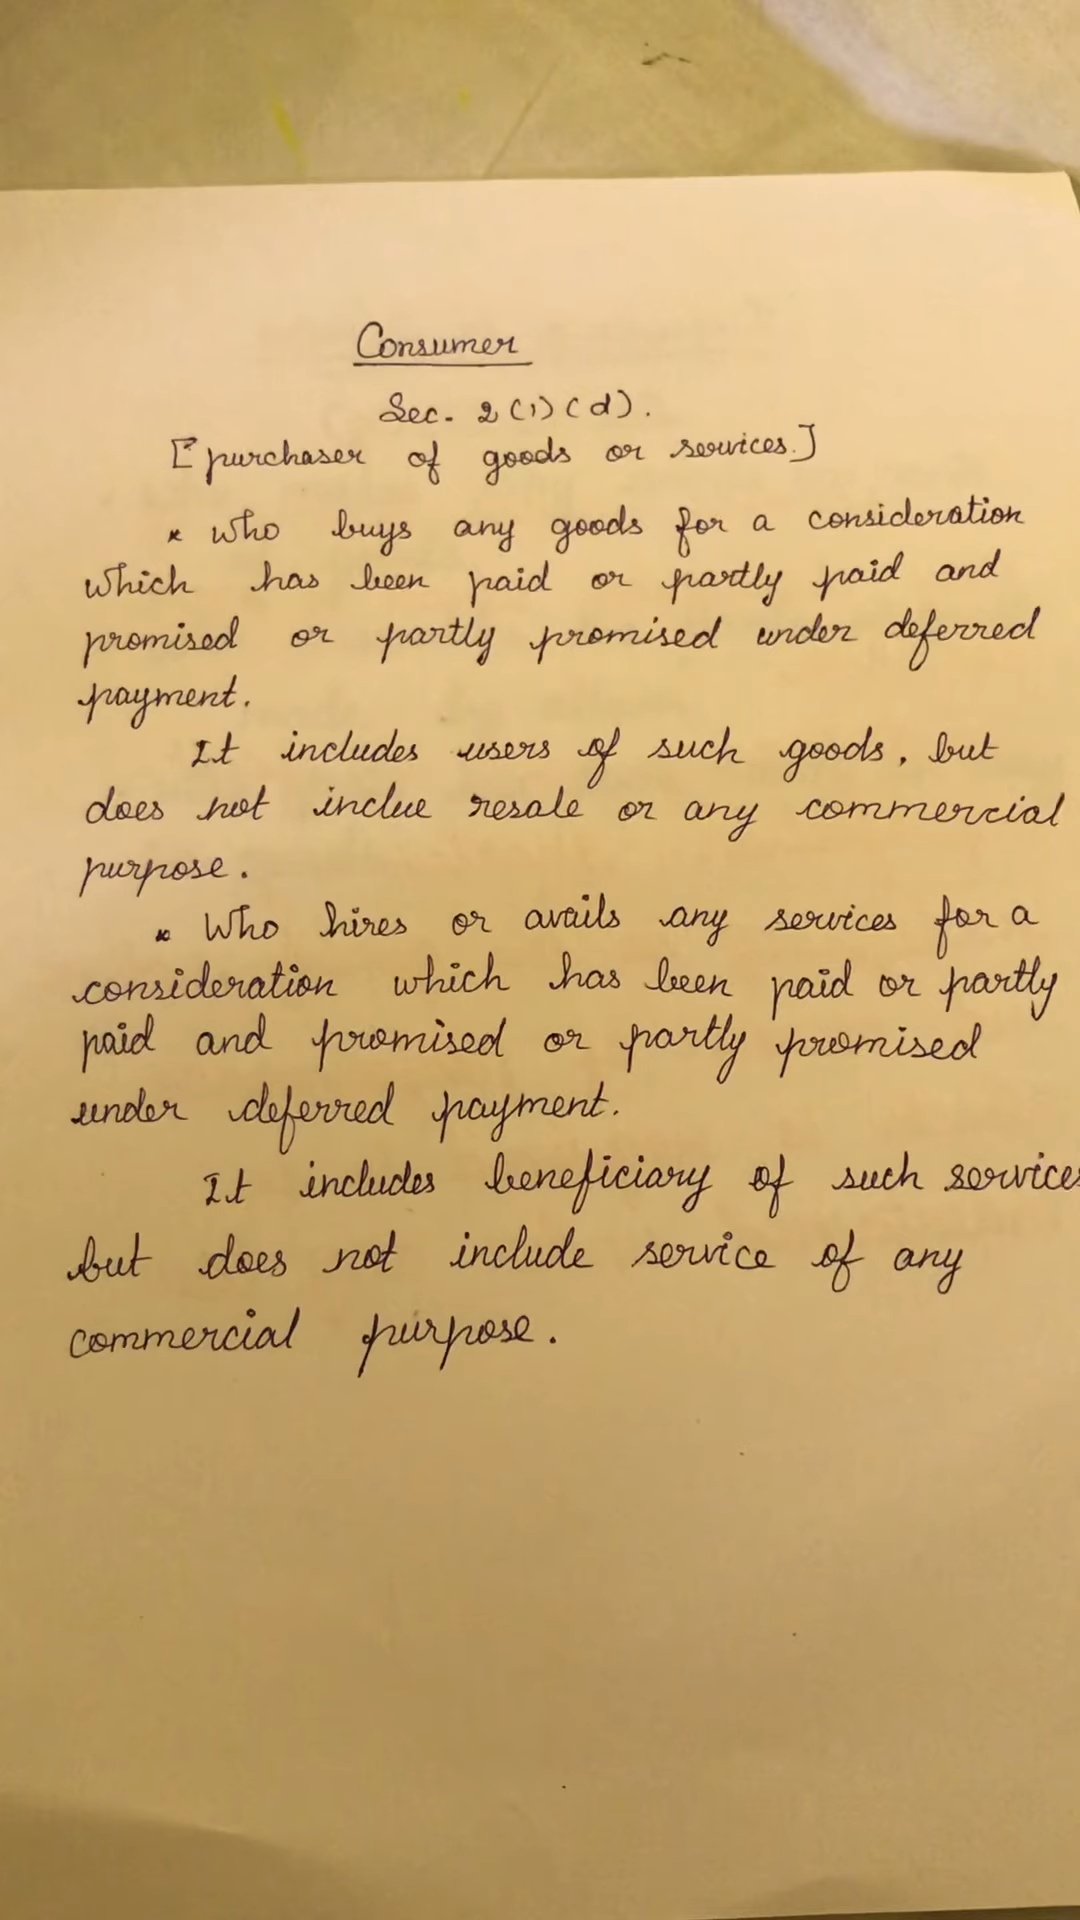 Consumer
Sec. 2 (1) (d).
[purchaser of goods or services.]
* Who buys any goods for a consideration
which has been paid or partly paid and
promised or partly promised under deferred
payment.
It includes users of such goods, but
does not inclue resale or any commercial
purpose.
* Who hires or avails any services for a
consideration which has been paid or partly
paid and promised or partly promised
under deferred payment.
It includes beneficiary of such services
but does not include service of any
commercial purpose.